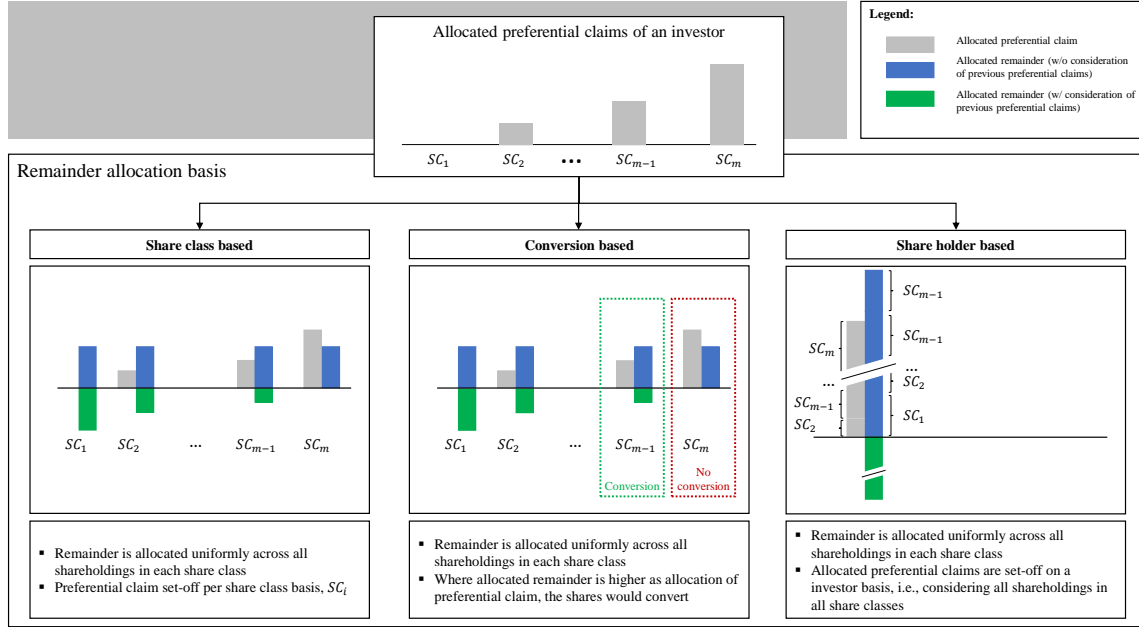 Allocated preferential claims of an investor
SC₁ SC₂ ... SCₘ₋₁ SCₘ
Legend:
Allocated preferential claim
Allocated remainder (w/o consideration
of previous preferential claims)
Allocated remainder (w/ consideration of
previous preferential claims)
Remainder allocation basis
Share class based
SC₁ SC₂ ... SCₘ₋₁ SCₘ
▪ Remainder is allocated uniformly across all
shareholdings in each share class
▪ Preferential claim set-off per share class basis, SCᵢ
Conversion based
SC₁ SC₂ ... SCₘ₋₁ SCₘ
Conversion
No
conversion
▪ Remainder is allocated uniformly across all
shareholdings in each share class
▪ Where allocated remainder is higher as allocation of
preferential claim, the shares would convert
Share holder based
SCₘ₋₁
SCₘ₋₁
SCₘ
...
...
SC₂
SCₘ₋₁
SC₁
SC₂
▪ Remainder is allocated uniformly across all
shareholdings in each share class
▪ Allocated preferential claims are set-off on a
investor basis, i.e., considering all shareholdings in
all share classes